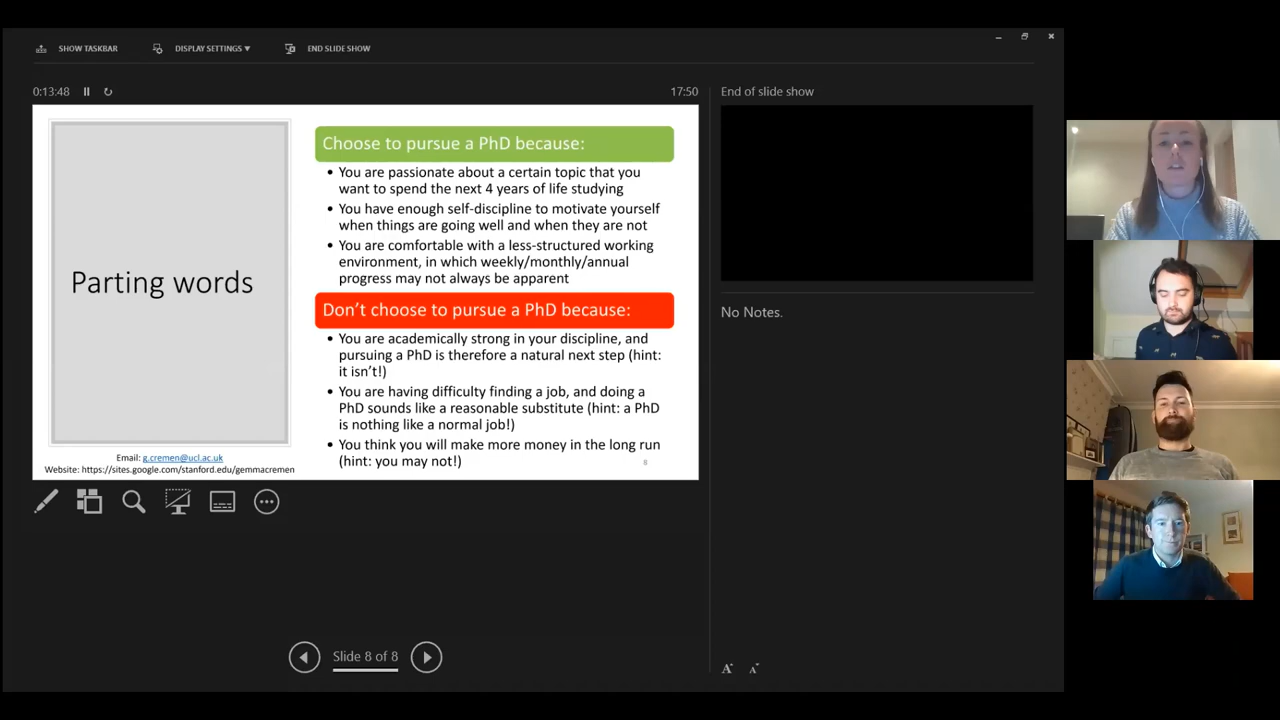 SHOW TASKBAR
DISPLAY SETTINGS ▼
END SLIDE SHOW
0:13:48
17:50
End of slide show
Parting words
Email: g.cremen@ucl.ac.uk
Website: https://sites.google.com/stanford.edu/gemmacremen
Choose to pursue a PhD because:
• You are passionate about a certain topic that you
want to spend the next 4 years of life studying
• You have enough self-discipline to motivate yourself
when things are going well and when they are not
• You are comfortable with a less-structured working
environment, in which weekly/monthly/annual
progress may not always be apparent
Don't choose to pursue a PhD because:
• You are academically strong in your discipline, and
pursuing a PhD is therefore a natural next step (hint:
it isn't!)
• You are having difficulty finding a job, and doing a
PhD sounds like a reasonable substitute (hint: a PhD
is nothing like a normal job!)
• You think you will make more money in the long run
(hint: you may not!)
8
No Notes.
Slide 8 of 8
A A